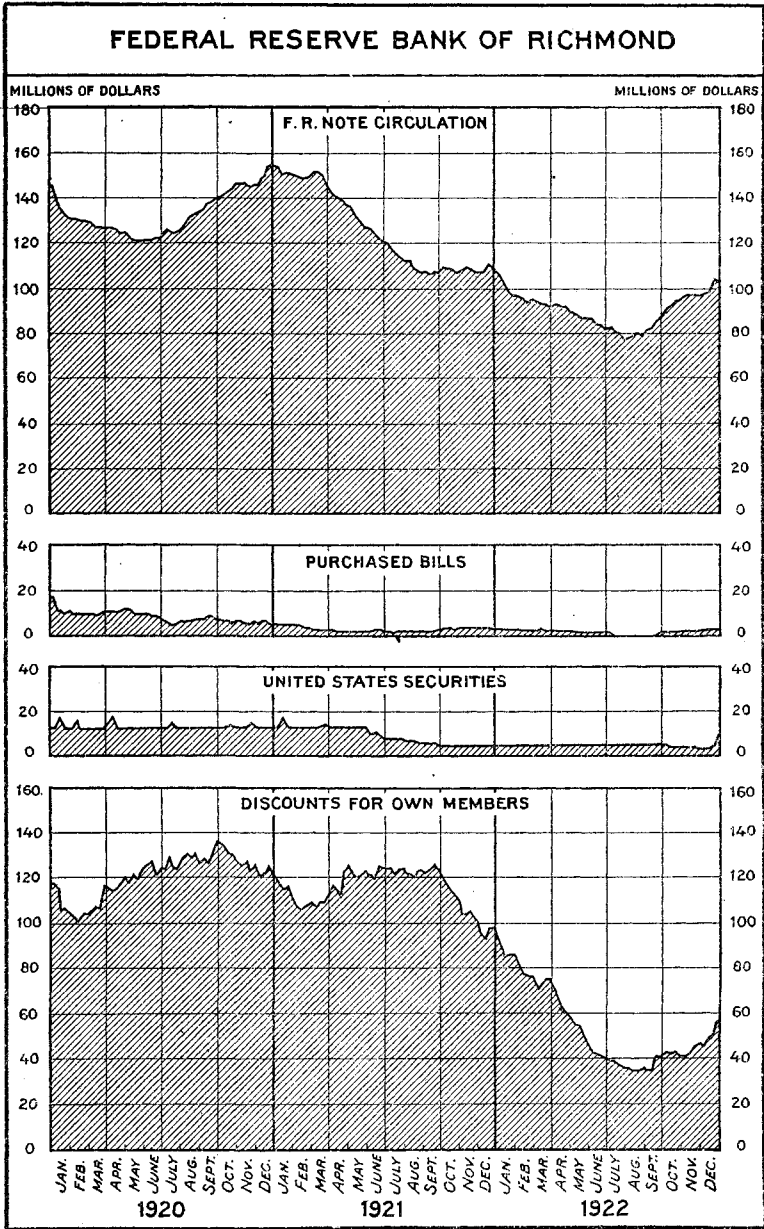 FEDERAL RESERVE BANK OF RICHMOND
MILLIONS OF DOLLARS MILLIONS OF DOLLARS
180 F. R. NOTE CIRCULATION 180
160 160
140 140
120 120
100 100
80 80
60 60
40 40
20 20
0 0
40 PURCHASED BILLS 40
20 20
0 0
40 UNITED STATES SECURITIES 40
20 20
0 0
160 DISCOUNTS FOR OWN MEMBERS 160
140 140
120 120
100 100
80 80
60 60
40 40
20 20
0 0
JAN. FEB. MAR. APR. MAY JUNE JULY AUG. SEPT. OCT. NOV. DEC. JAN. FEB. MAR. APR. MAY JUNE JULY AUG. SEPT. OCT. NOV. DEC. JAN. FEB. MAR. APR. MAY JUNE JULY AUG. SEPT. OCT. NOV. DEC.
1920 1921 1922